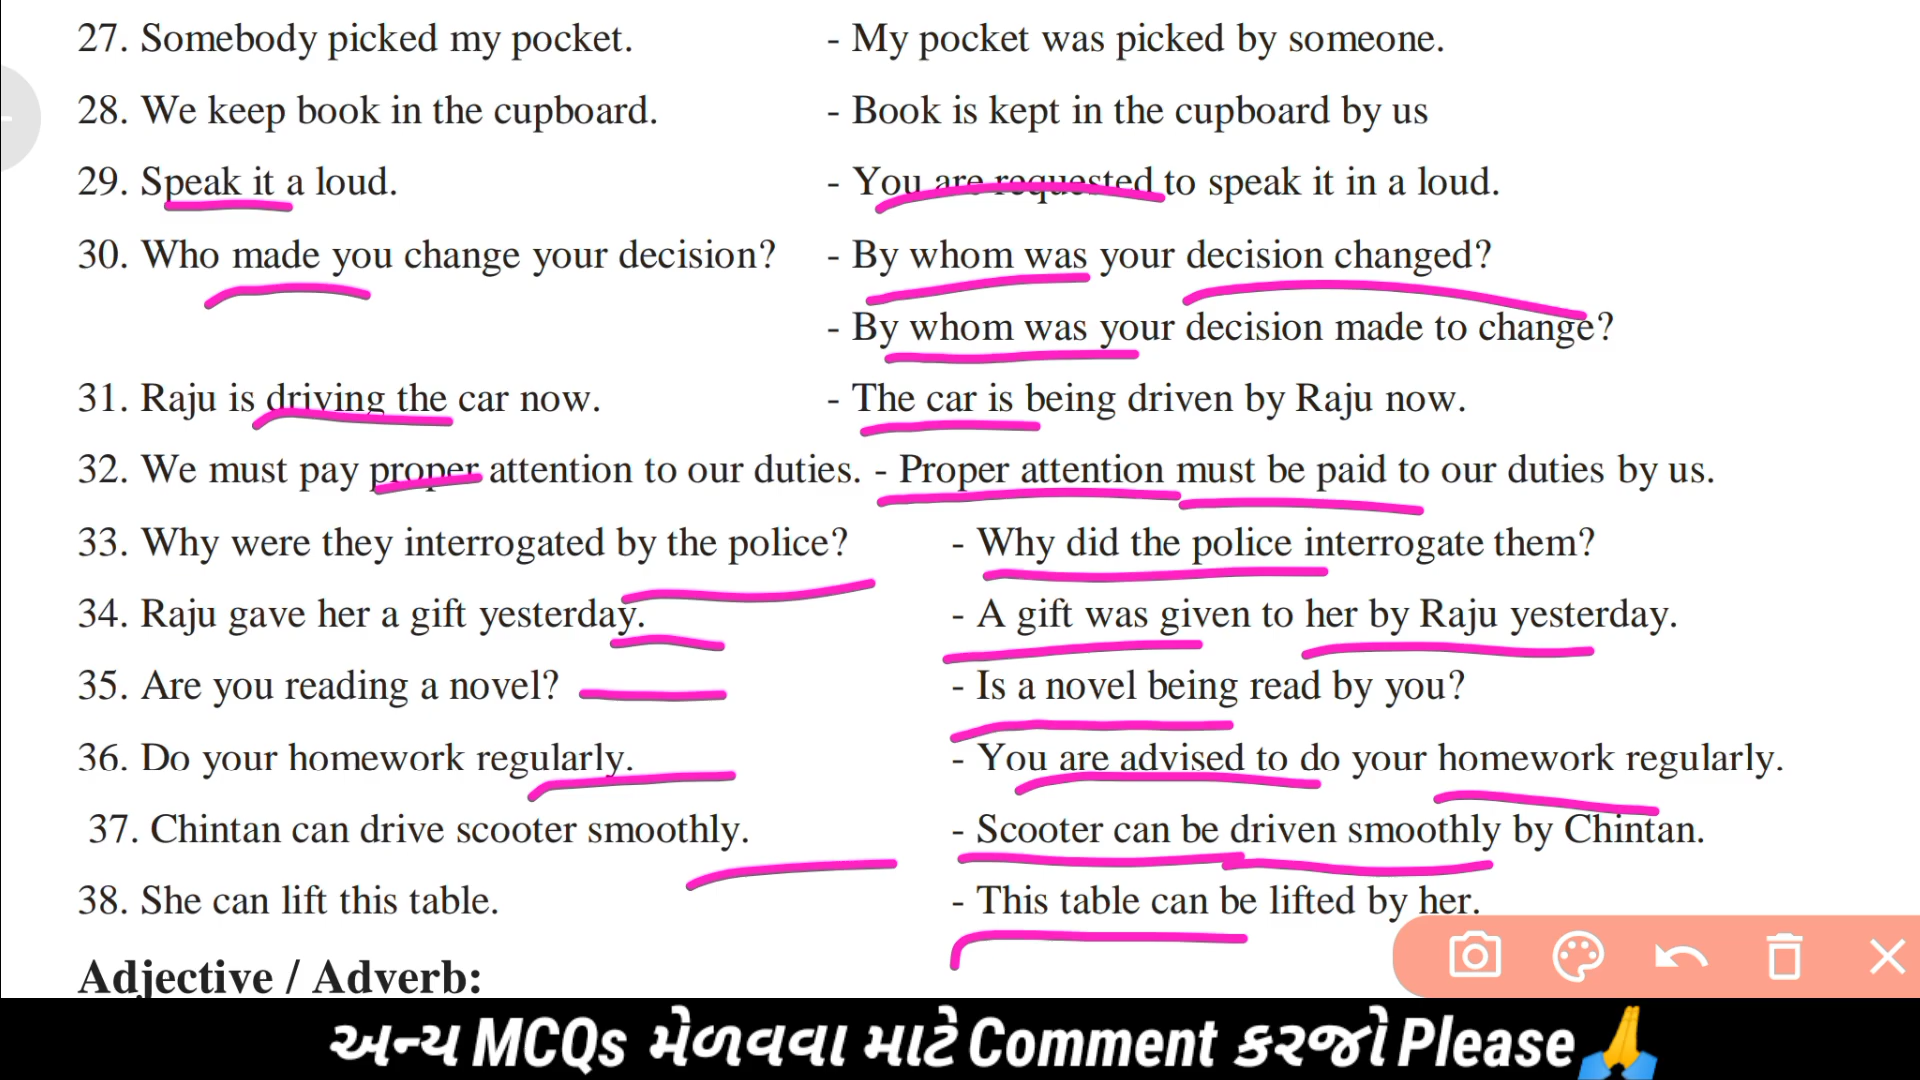 27. Somebody picked my pocket. - My pocket was picked by someone.
28. We keep book in the cupboard. - Book is kept in the cupboard by us
29. Speak it a loud. - You are requested to speak it in a loud.
30. Who made you change your decision? - By whom was your decision changed?
- By whom was your decision made to change?
31. Raju is driving the car now. - The car is being driven by Raju now.
32. We must pay proper attention to our duties. - Proper attention must be paid to our duties by us.
33. Why were they interrogated by the police? - Why did the police interrogate them?
34. Raju gave her a gift yesterday. - A gift was given to her by Raju yesterday.
35. Are you reading a novel? - Is a novel being read by you?
36. Do your homework regularly. - You are advised to do your homework regularly.
37. Chintan can drive scooter smoothly. - Scooter can be driven smoothly by Chintan.
38. She can lift this table. - This table can be lifted by her.
Adjective / Adverb:
અન્ય MCQs મેળવવા માટે Comment કરજો Please🙏